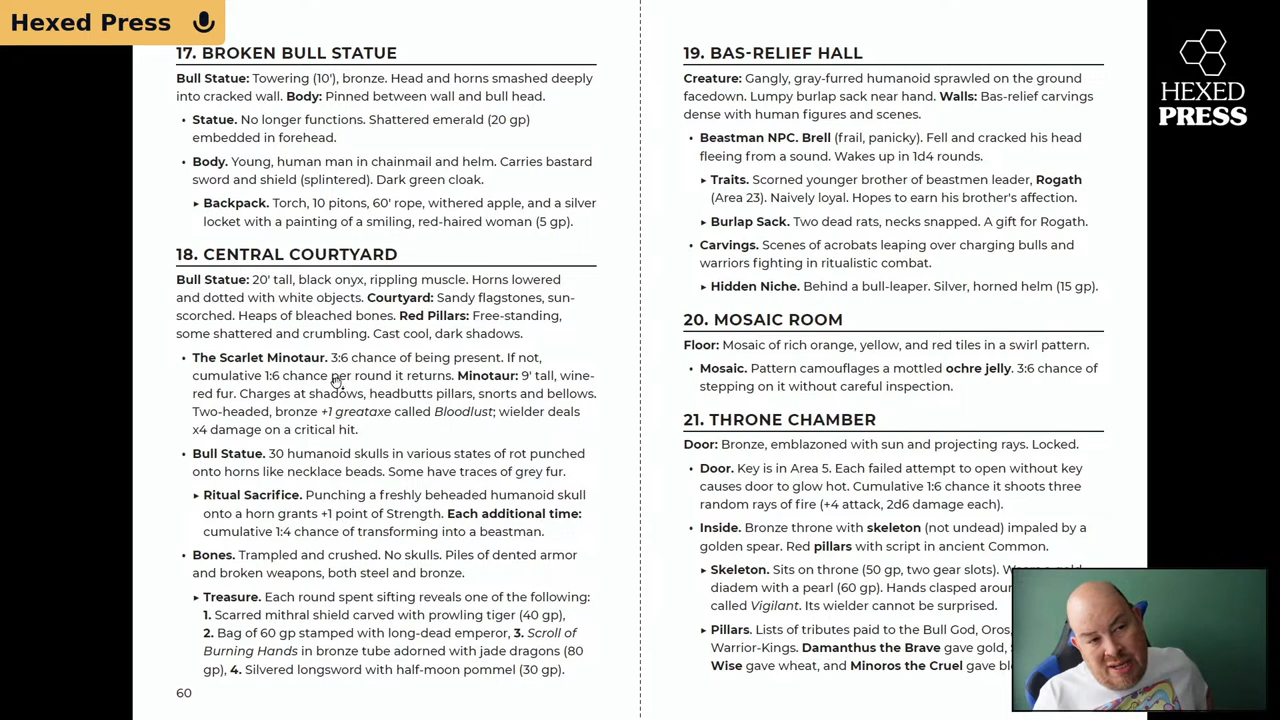 Hexed Press
17. BROKEN BULL STATUE
Bull Statue: Towering (10'), bronze. Head and horns smashed deeply
into cracked wall. Body: Pinned between wall and bull head.
• Statue. No longer functions. Shattered emerald (20 gp)
embedded in forehead.
• Body. Young, human man in chainmail and helm. Carries bastard
sword and shield (splintered). Dark green cloak.
▸ Backpack. Torch, 10 pitons, 60' rope, withered apple, and a silver
locket with a painting of a smiling, red-haired woman (5 gp).
18. CENTRAL COURTYARD
Bull Statue: 20' tall, black onyx, rippling muscle. Horns lowered
and dotted with white objects. Courtyard: Sandy flagstones, sun-
scorched. Heaps of bleached bones. Red Pillars: Free-standing,
some shattered and crumbling. Cast cool, dark shadows.
• The Scarlet Minotaur. 3:6 chance of being present. If not,
cumulative 1:6 chance per round it returns. Minotaur: 9' tall, wine-
red fur. Charges at shadows, headbutts pillars, snorts and bellows.
Two-headed, bronze +1 greataxe called Bloodlust; wielder deals
x4 damage on a critical hit.
• Bull Statue. 30 humanoid skulls in various states of rot punched
onto horns like necklace beads. Some have traces of grey fur.
▸ Ritual Sacrifice. Punching a freshly beheaded humanoid skull
onto a horn grants +1 point of Strength. Each additional time:
cumulative 1:4 chance of transforming into a beastman.
• Bones. Trampled and crushed. No skulls. Piles of dented armor
and broken weapons, both steel and bronze.
▸ Treasure. Each round spent sifting reveals one of the following:
1. Scarred mithral shield carved with prowling tiger (40 gp),
2. Bag of 60 gp stamped with long-dead emperor, 3. Scroll of
Burning Hands in bronze tube adorned with jade dragons (80
gp), 4. Silvered longsword with half-moon pommel (30 gp).
60
19. BAS-RELIEF HALL
Creature: Gangly, gray-furred humanoid sprawled on the ground
facedown. Lumpy burlap sack near hand. Walls: Bas-relief carvings
dense with human figures and scenes.
• Beastman NPC. Brell (frail, panicky). Fell and cracked his head
fleeing from a sound. Wakes up in 1d4 rounds.
▸ Traits. Scorned younger brother of beastmen leader, Rogath
(Area 23). Naively loyal. Hopes to earn his brother's affection.
▸ Burlap Sack. Two dead rats, necks snapped. A gift for Rogath.
• Carvings. Scenes of acrobats leaping over charging bulls and
warriors fighting in ritualistic combat.
▸ Hidden Niche. Behind a bull-leaper. Silver, horned helm (15 gp).
20. MOSAIC ROOM
Floor: Mosaic of rich orange, yellow, and red tiles in a swirl pattern.
• Mosaic. Pattern camouflages a mottled ochre jelly. 3:6 chance of
stepping on it without careful inspection.
21. THRONE CHAMBER
Door: Bronze, emblazoned with sun and projecting rays. Locked.
• Door. Key is in Area 5. Each failed attempt to open without key
causes door to glow hot. Cumulative 1:6 chance it shoots three
random rays of fire (+4 attack, 2d6 damage each).
• Inside. Bronze throne with skeleton (not undead) impaled by a
golden spear. Red pillars with script in ancient Common.
▸ Skeleton. Sits on throne (50 gp, two gear slots).
diadem with a pearl (60 gp). Hands clasped
called Vigilant. Its wielder cannot be surprised.
▸ Pillars. Lists of tributes paid to the Bull God, Oros,
Warrior-Kings. Damanthus the Brave gave gold,
Wise gave wheat, and Minoros the Cruel gave
HEXED
PRESS